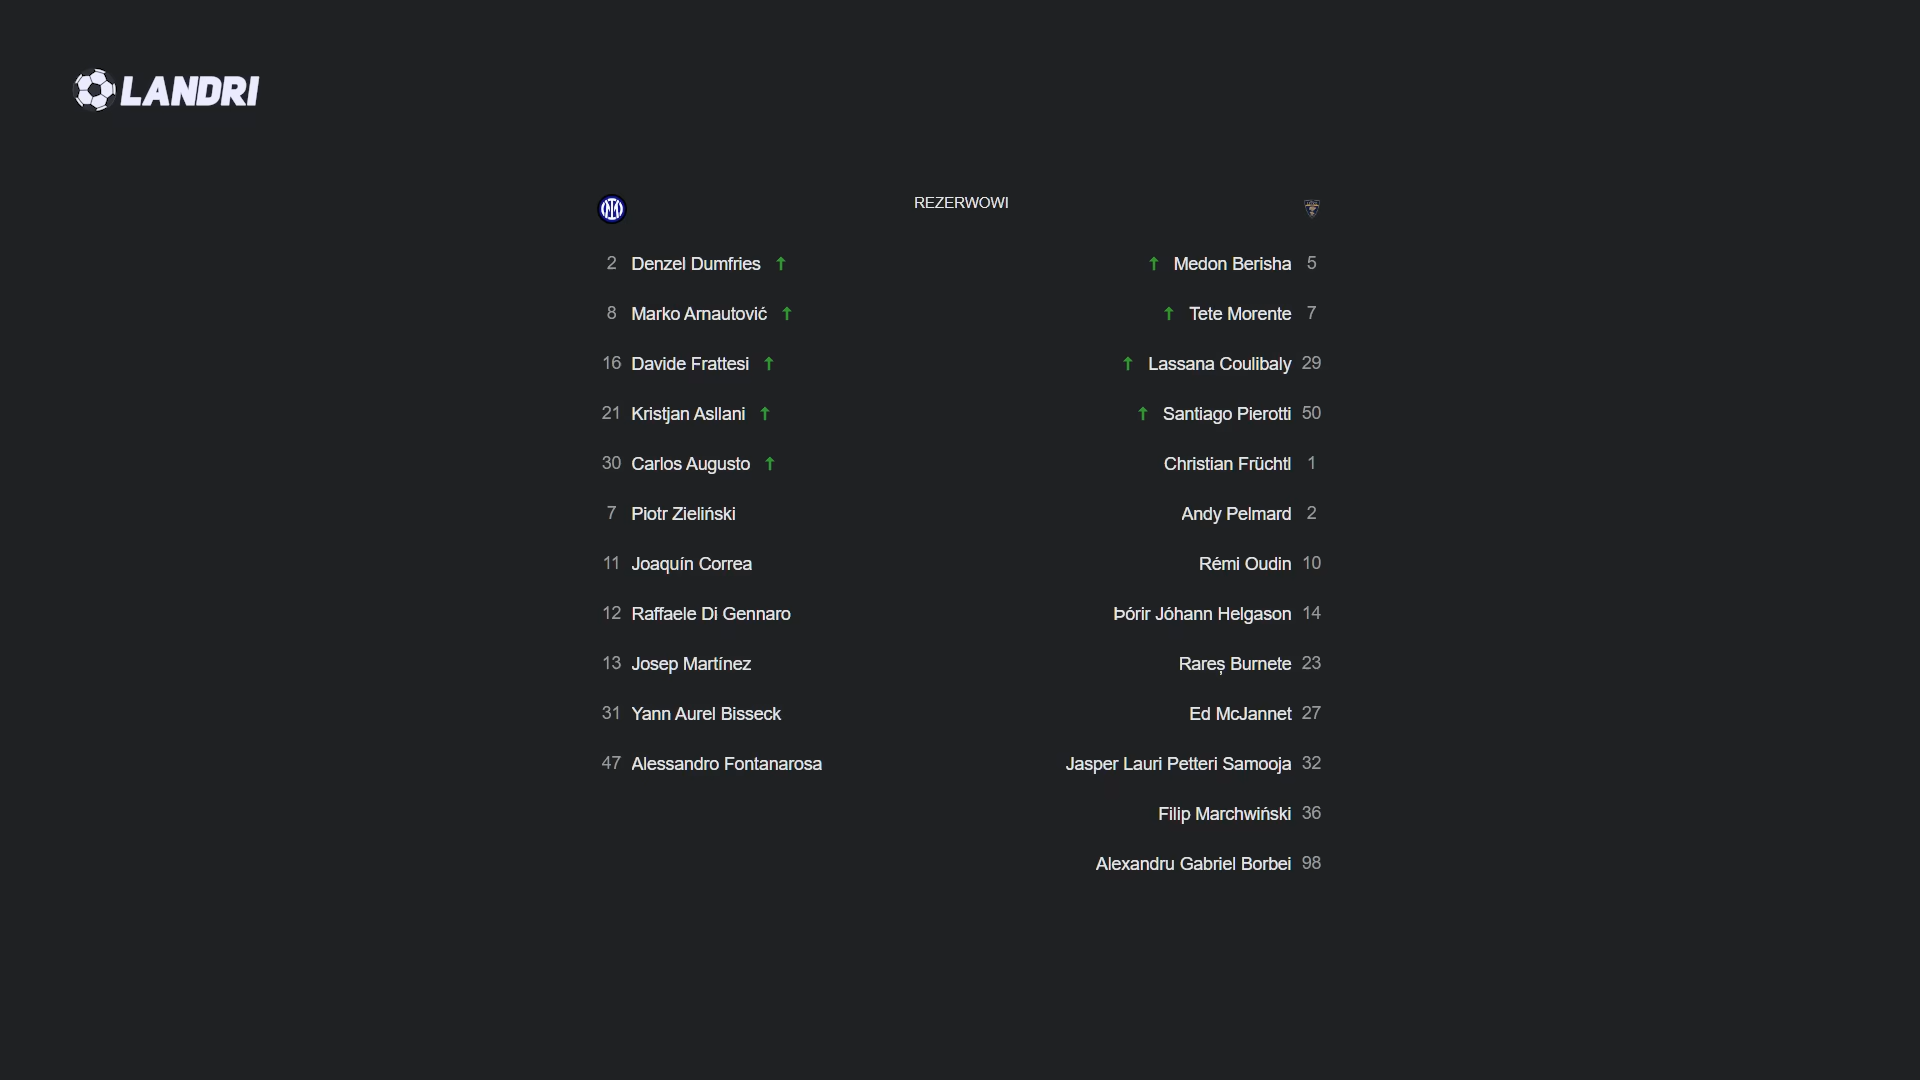 LANDRI
REZERWOWI
2 Denzel Dumfries ↑ ↑ Medon Berisha 5
8 Marko Arnautović ↑ ↑ Tete Morente 7
16 Davide Frattesi ↑ ↑ Lassana Coulibaly 29
21 Kristjan Asllani ↑ ↑ Santiago Pierotti 50
30 Carlos Augusto ↑ Christian Früchtl 1
7 Piotr Zieliński Andy Pelmard 2
11 Joaquín Correa Rémi Oudin 10
12 Raffaele Di Gennaro Þórir Jóhann Helgason 14
13 Josep Martínez Rareș Burnete 23
31 Yann Aurel Bisseck Ed McJannet 27
47 Alessandro Fontanarosa Jasper Lauri Petteri Samooja 32
Filip Marchwiński 36
Alexandru Gabriel Borbei 98